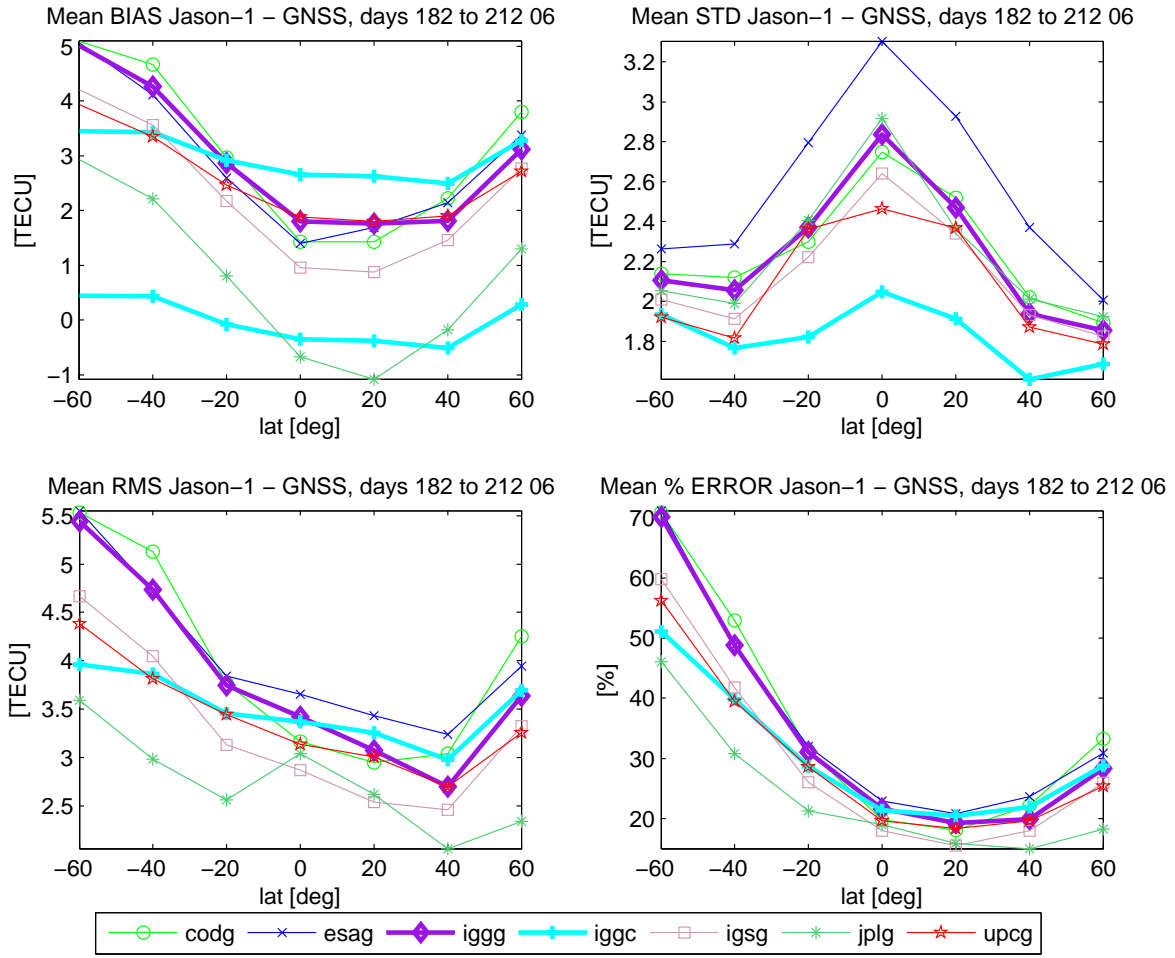 Mean BIAS Jason−1 − GNSS, days 182 to 212 06
5
4
3
2
1
0
−1
[TECU]
−60 −40 −20 0 20 40 60
lat [deg]
Mean STD Jason−1 − GNSS, days 182 to 212 06
3.2
3
2.8
2.6
2.4
2.2
2
1.8
[TECU]
−60 −40 −20 0 20 40 60
lat [deg]
Mean RMS Jason−1 − GNSS, days 182 to 212 06
5.5
5
4.5
4
3.5
3
2.5
[TECU]
−60 −40 −20 0 20 40 60
lat [deg]
Mean % ERROR Jason−1 − GNSS, days 182 to 212 06
70
60
50
40
30
20
[%]
−60 −40 −20 0 20 40 60
lat [deg]
codg esag iggg iggc igsg jplg upcg